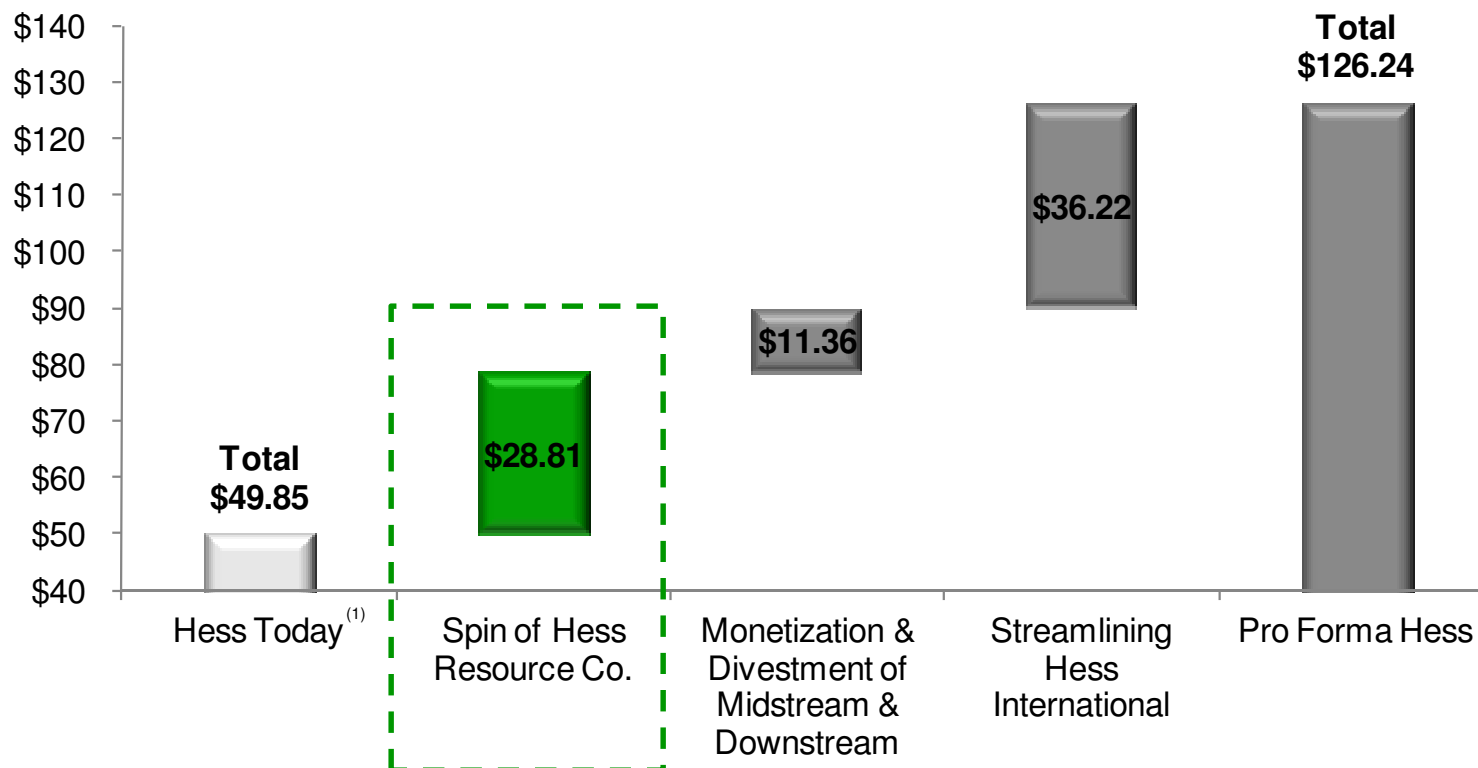 $140
$130
$120
$110
$100
$90
$80
$70
$60
$50
$40
Total
$49.85
$28.81
$11.36
$36.22
Total
$126.24
Hess Today (1)
Spin of Hess
Resource Co.
Monetization &
Divestment of
Midstream &
Downstream
Streamlining
Hess
International
Pro Forma Hess